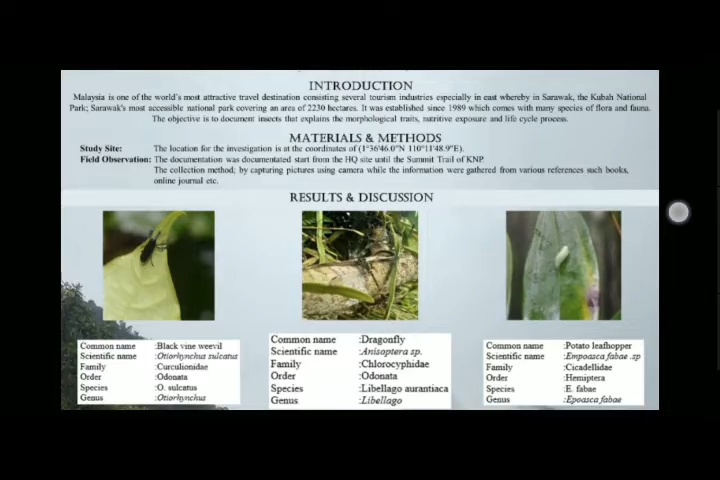 INTRODUCTION
Malaysia is one of the world's most attractive travel destination consisting several tourism industries especially in east whereby in Sarawak, the Kubah National
Park; Sarawak's most accessible national park covering an area of 2230 hectares. It was established since 1989 which comes with many species of flora and fauna.
The objective is to document insects that explains the morphological traits, nutritive exposure and life cycle process.
MATERIALS & METHODS
Study Site: The location for the investigation is at the coordinates of (1°36'46.0"N 110°11'48.9"E).
Field Observation: The documentation was documentated start from the HQ site until the Summit Trail of KNP.
The collection method; by capturing pictures using camera while the information were gathered from various references such books,
online journal etc.
RESULTS & DISCUSSION
Common name :Black vine weevil
Scientific name :Otiorhynchus sulcatus
Family :Curculionidae
Order :Odonata
Species :O. sulcatus
Genus :Otiorhynchus
Common name :Dragonfly
Scientific name :Anisoptera sp.
Family :Chlorocyphidae
Order :Odonata
Species :Libellago aurantiaca
Genus :Libellago
Common name :Potato leafhopper
Scientific name :Empoasca fabae .sp
Family :Cicadellidae
Order :Hemiptera
Species :E. fabae
Genus :Epoasca fabae